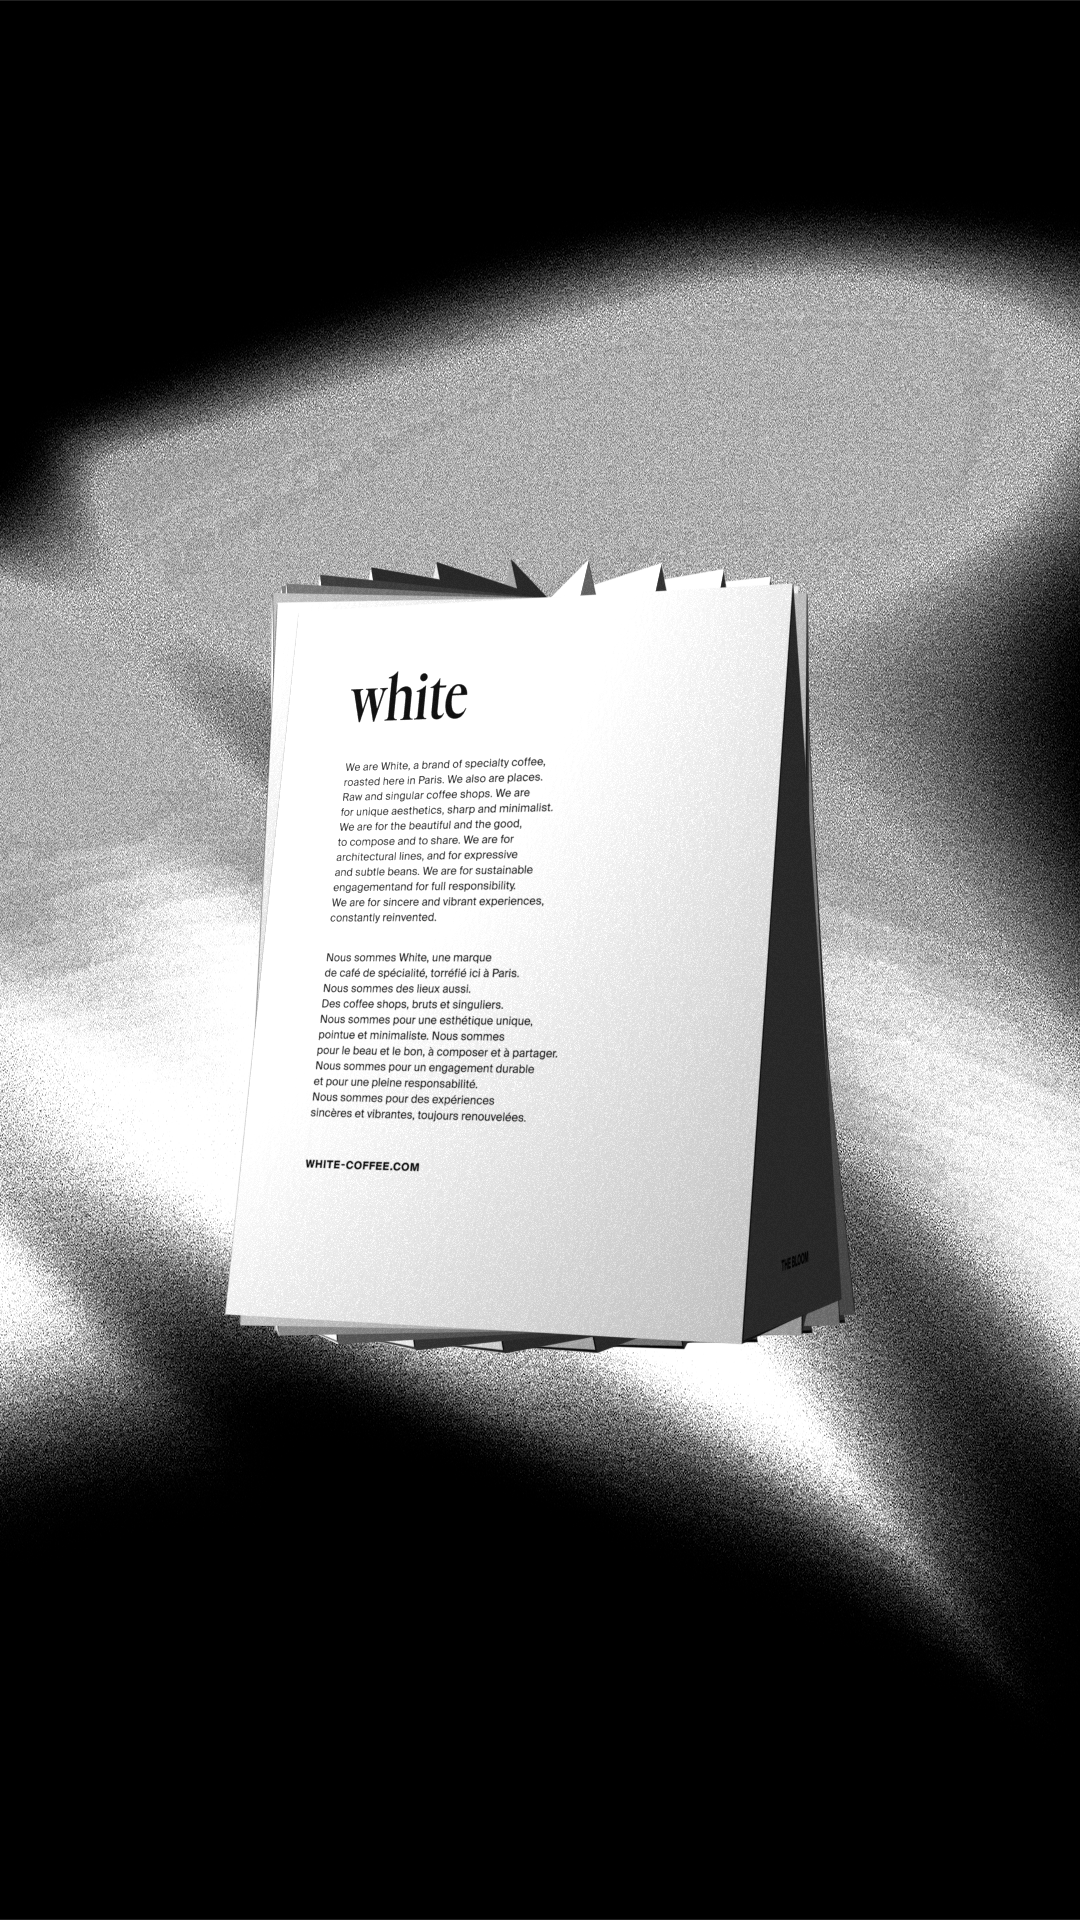 white
We are White, a brand of specialty coffee,
roasted here in Paris. We also are places.
Raw and singular coffee shops. We are
for unique aesthetics, sharp and minimalist.
We are for the beautiful and the good,
to compose and to share. We are for
architectural lines, and for expressive
and subtle beans. We are for sustainable
engagementand for full responsibility.
We are for sincere and vibrant experiences,
constantly reinvented.
Nous sommes White, une marque
de café de spécialité, torréfié ici à Paris.
Nous sommes des lieux aussi.
Des coffee shops, bruts et singuliers.
Nous sommes pour une esthétique unique,
pointue et minimaliste. Nous sommes
pour le beau et le bon, à composer et à partager.
Nous sommes pour un engagement durable
et pour une pleine responsabilité.
Nous sommes pour des expériences
sincères et vibrantes, toujours renouvelées.
WHITE-COFFEE.COM
THE BLOOM